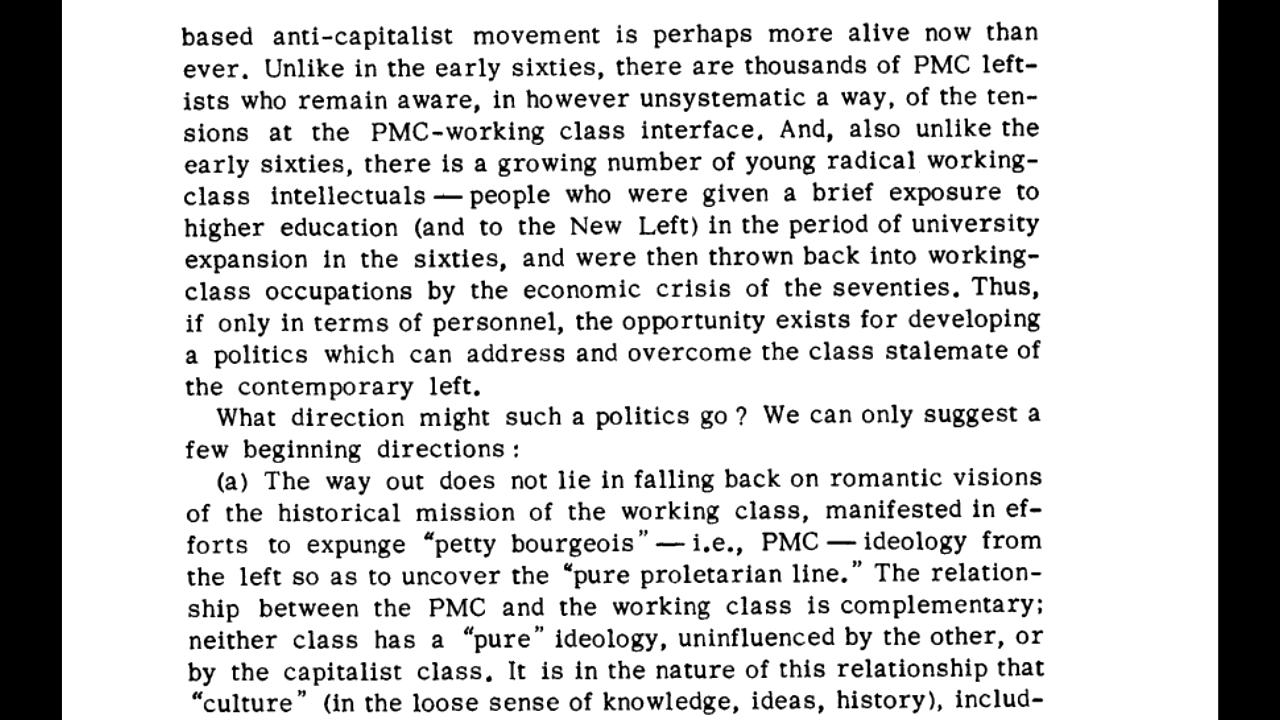 based anti-capitalist movement is perhaps more alive now than
ever. Unlike in the early sixties, there are thousands of PMC left-
ists who remain aware, in however unsystematic a way, of the ten-
sions at the PMC-working class interface. And, also unlike the
early sixties, there is a growing number of young radical working-
class intellectuals — people who were given a brief exposure to
higher education (and to the New Left) in the period of university
expansion in the sixties, and were then thrown back into working-
class occupations by the economic crisis of the seventies. Thus,
if only in terms of personnel, the opportunity exists for developing
a politics which can address and overcome the class stalemate of
the contemporary left.
What direction might such a politics go? We can only suggest a
few beginning directions:
(a) The way out does not lie in falling back on romantic visions
of the historical mission of the working class, manifested in ef-
forts to expunge “petty bourgeois” — i.e., PMC — ideology from
the left so as to uncover the “pure proletarian line.” The relation-
ship between the PMC and the working class is complementary;
neither class has a “pure” ideology, uninfluenced by the other, or
by the capitalist class. It is in the nature of this relationship that
“culture” (in the loose sense of knowledge, ideas, history), includ-